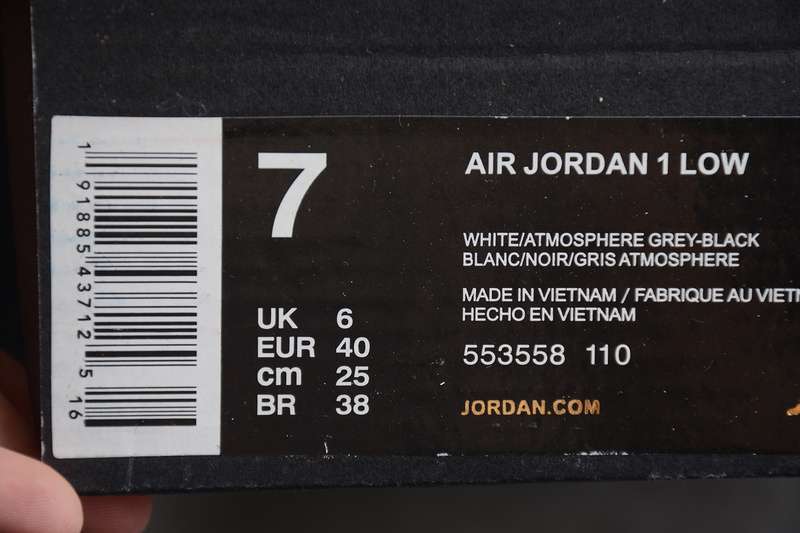 1 91885 43712 5 16
7
UK 6
EUR 40
cm 25
BR 38
AIR JORDAN 1 LOW
WHITE/ATMOSPHERE GREY-BLACK
BLANC/NOIR/GRIS ATMOSPHERE
MADE IN VIETNAM / FABRIQUE AU VIETN
HECHO EN VIETNAM
553558 110
JORDAN.COM